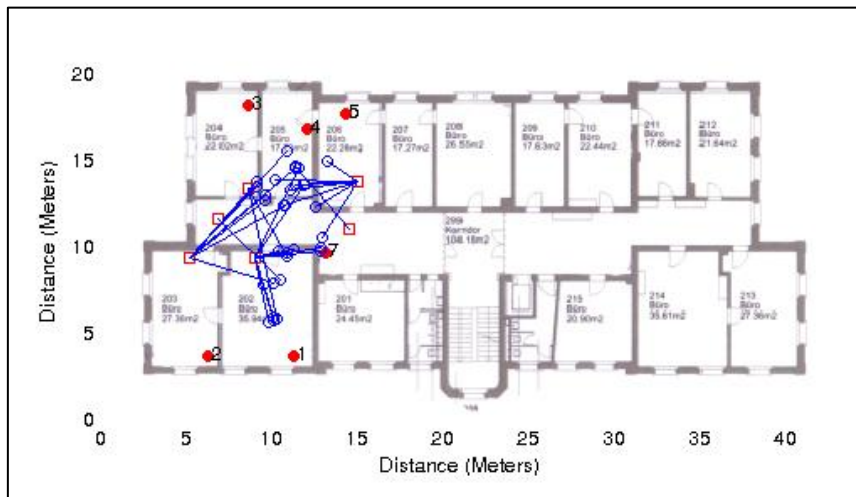 20
15
10
5
0
0 5 10 15 20 25 30 35 40
Distance (Meters)
Distance (Meters)
3
4
5
7
2
1
204
Büro
22.02m2
205
Büro
206
Büro
22.28m2
207
Büro
17.27m2
208
Büro
26.55m2
209
Büro
17.63m2
210
Büro
22.44m2
211
Büro
17.86m2
212
Büro
21.64m2
299
Korridor
203
Büro
27.36m2
202
Büro
201
Büro
24.45m2
215
Büro
20.90m2
214
Büro
35.61m2
213
Büro
27.36m2